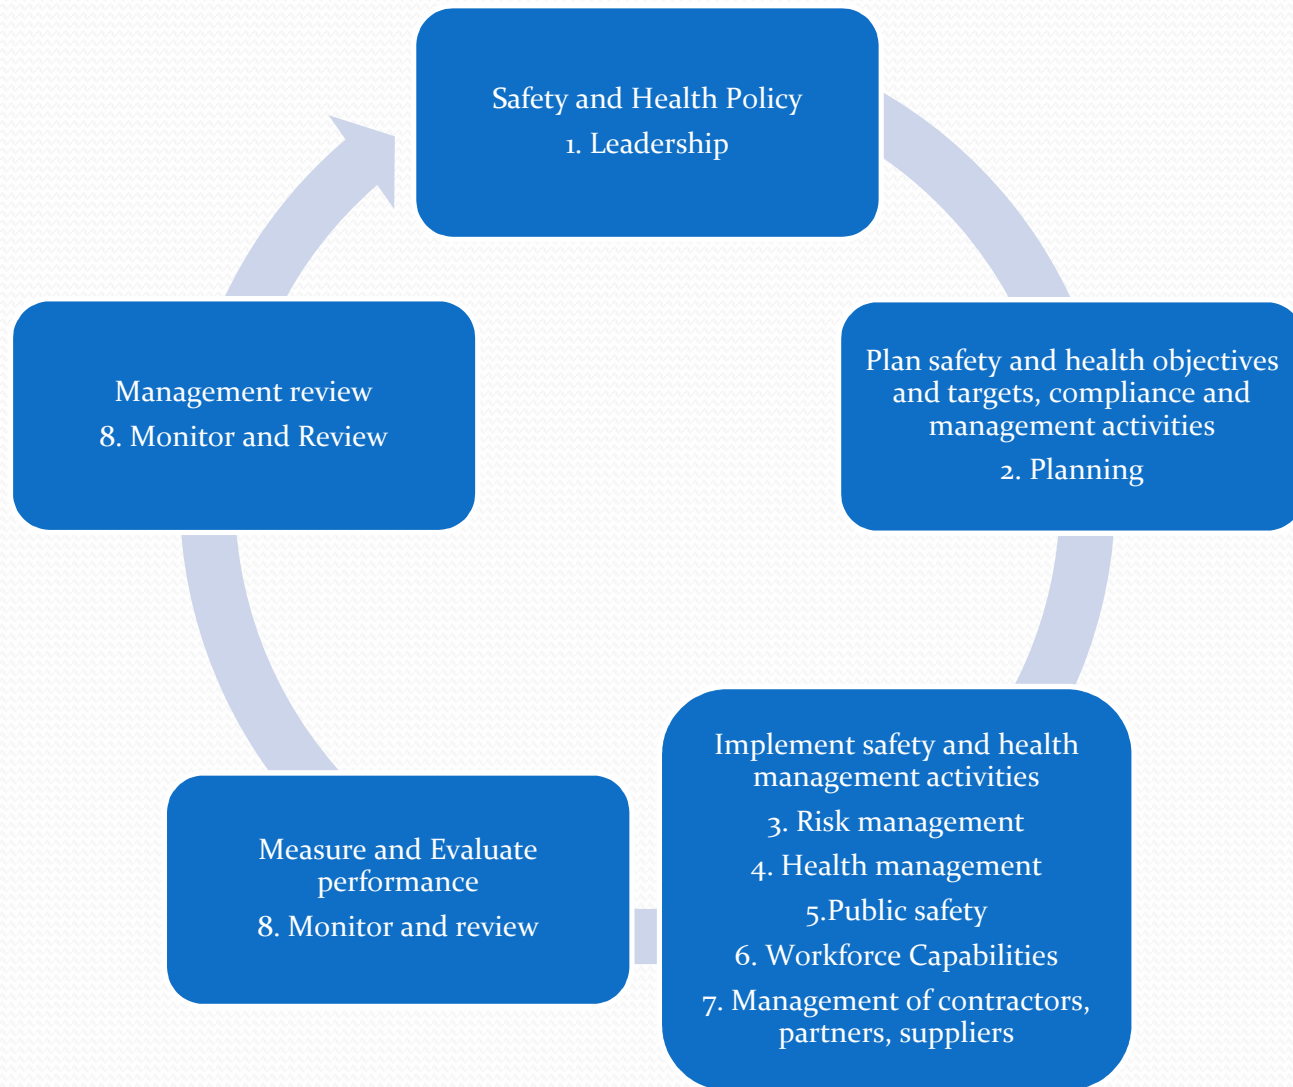 Safety and Health Policy
1. Leadership
Plan safety and health objectives
and targets, compliance and
management activities
2. Planning
Implement safety and health
management activities
3. Risk management
4. Health management
5.Public safety
6. Workforce Capabilities
7. Management of contractors,
partners, suppliers
Measure and Evaluate
performance
8. Monitor and review
Management review
8. Monitor and Review